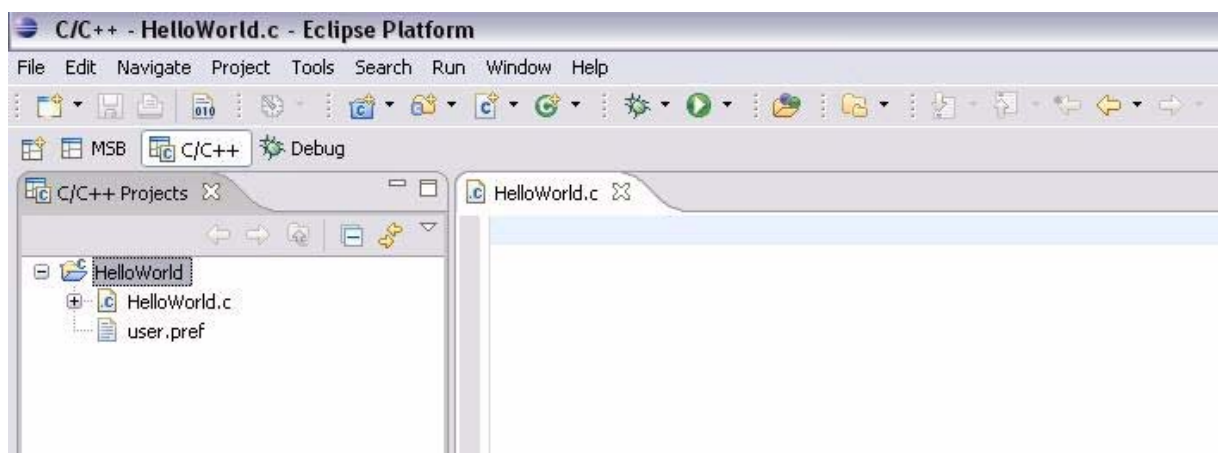 C/C++ - HelloWorld.c - Eclipse Platform
File Edit Navigate Project Tools Search Run Window Help
010
MSB C/C++ Debug
C/C++ Projects
HelloWorld.c
HelloWorld
HelloWorld.c
user.pref